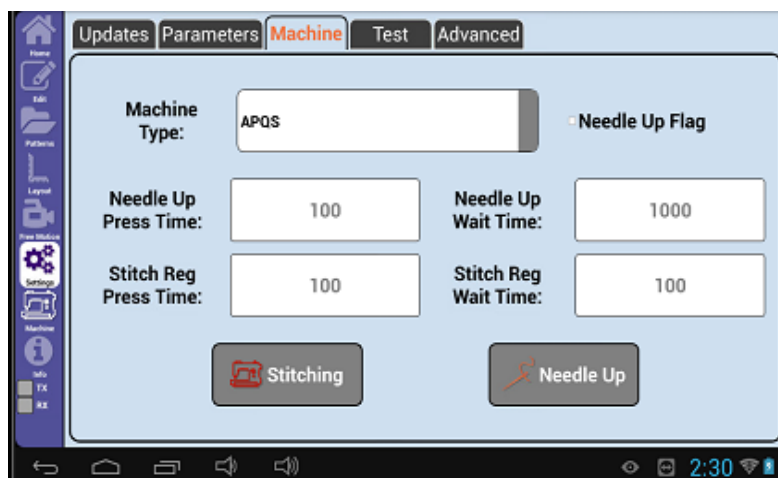 Home
Updates
Parameters
Machine
Test
Advanced
Edit
Patterns
Layout
Free Motion
Settings
Machine
Info
TX
RX
Machine
Type:
APQS
Needle Up Flag
Needle Up
Press Time:
100
Needle Up
Wait Time:
1000
Stitch Reg
Press Time:
100
Stitch Reg
Wait Time:
100
Stitching
Needle Up
2:30